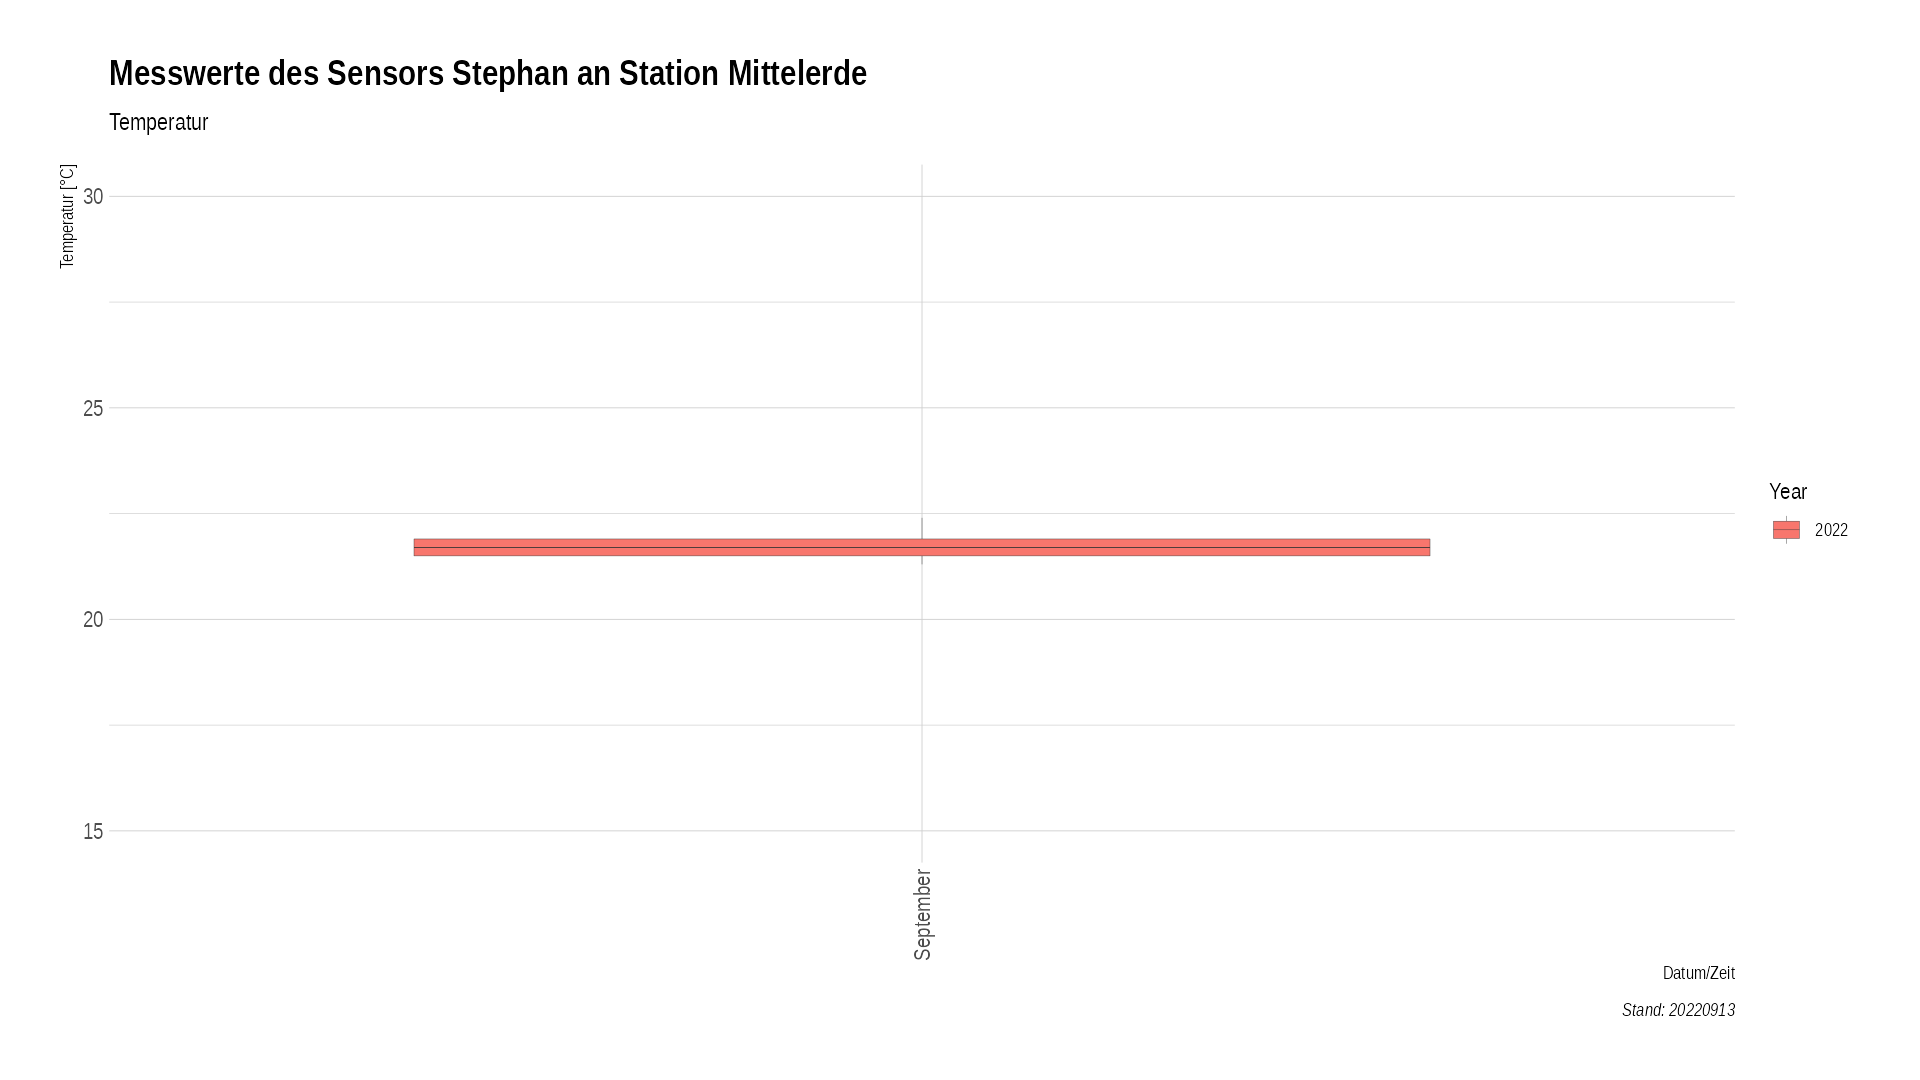 Messwerte des Sensors Stephan an Station Mittelerde
Temperatur
Temperatur [°C]
30
25
20
15
September
Datum/Zeit
Stand: 20220913
Year
2022